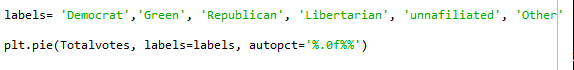 labels= 'Democrat','Green', 'Republican', 'Libertarian', 'unnafiliated', 'Other'
plt.pie(Totalvotes, labels=labels, autopct='%.0f%%')